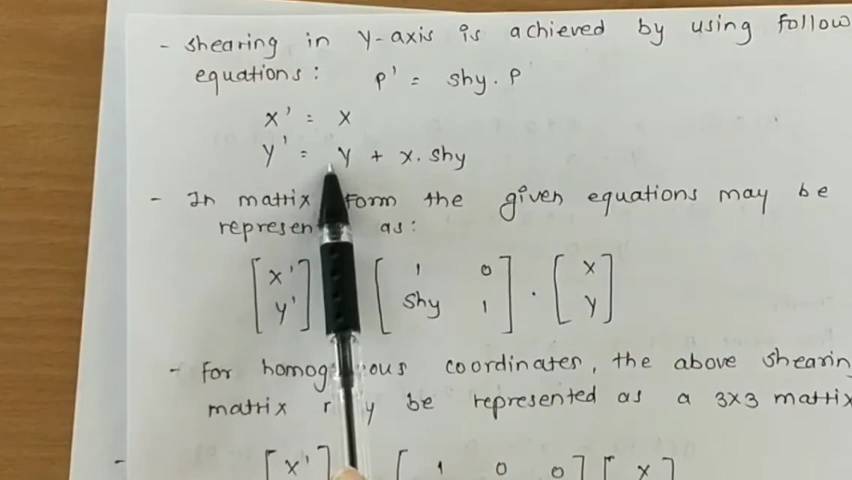 - shearing in Y-axis is achieved by using follow
equations: P' = shy. P
x' = x
y' = y + x. shy
- In matrix form the given equations may be
represen as:
[ x' ] [ 1 0 ] [ x ]
[ y' ] [ shy 1 ] . [ y ]
- For homog ous coordinates, the above shearin
matrix m y be represented as a 3x3 matrix
- [ x' ] [ 1 0 0 ] [ x ]